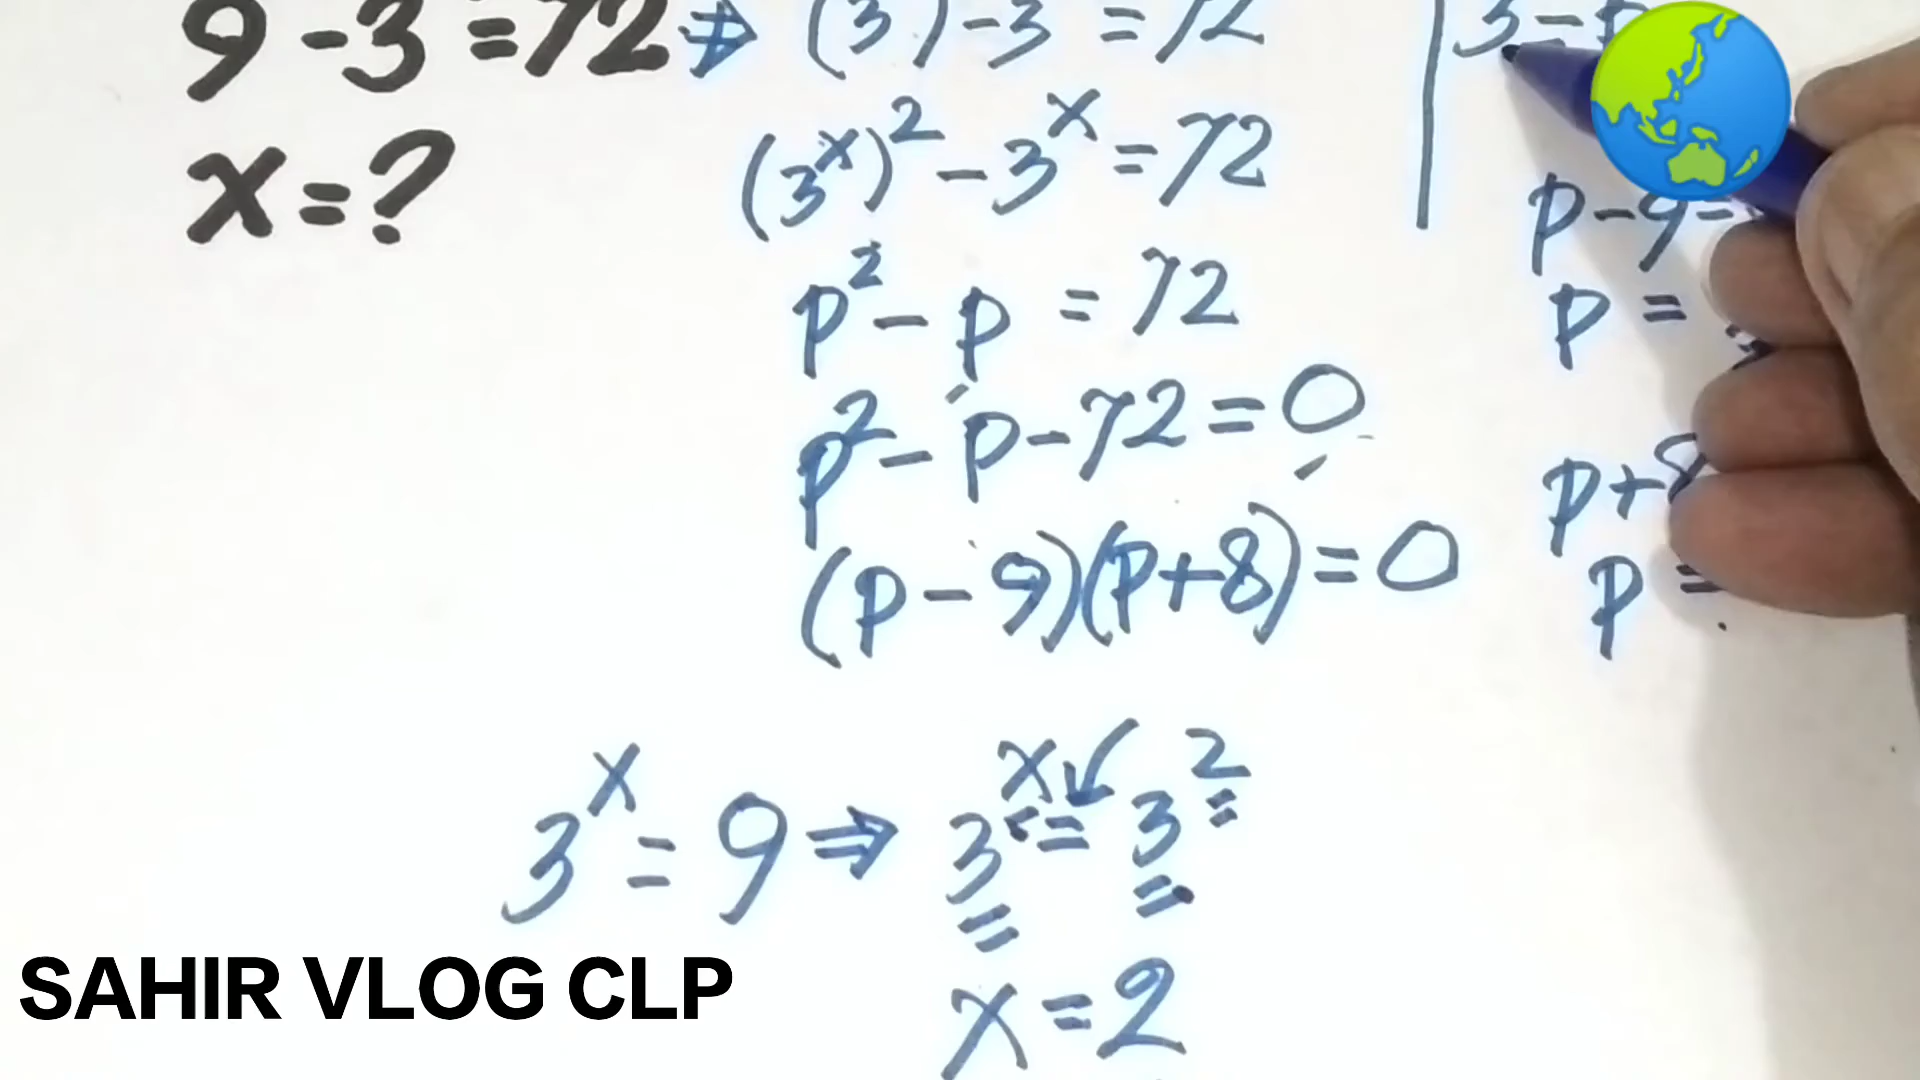 9 - 3 = 72 ⇒ (3 ) - 3 = 72
3 =
x = ?
(3^x)^2 - 3^x = 72
p^2 - p = 72
p^2 - p - 72 = 0
(p - 9)(p + 8) = 0
p - 9 =
p =
p + 8
p =
3^x = 9 ⇒ 3^x = 3^2
x = 2
SAHIR VLOG CLP